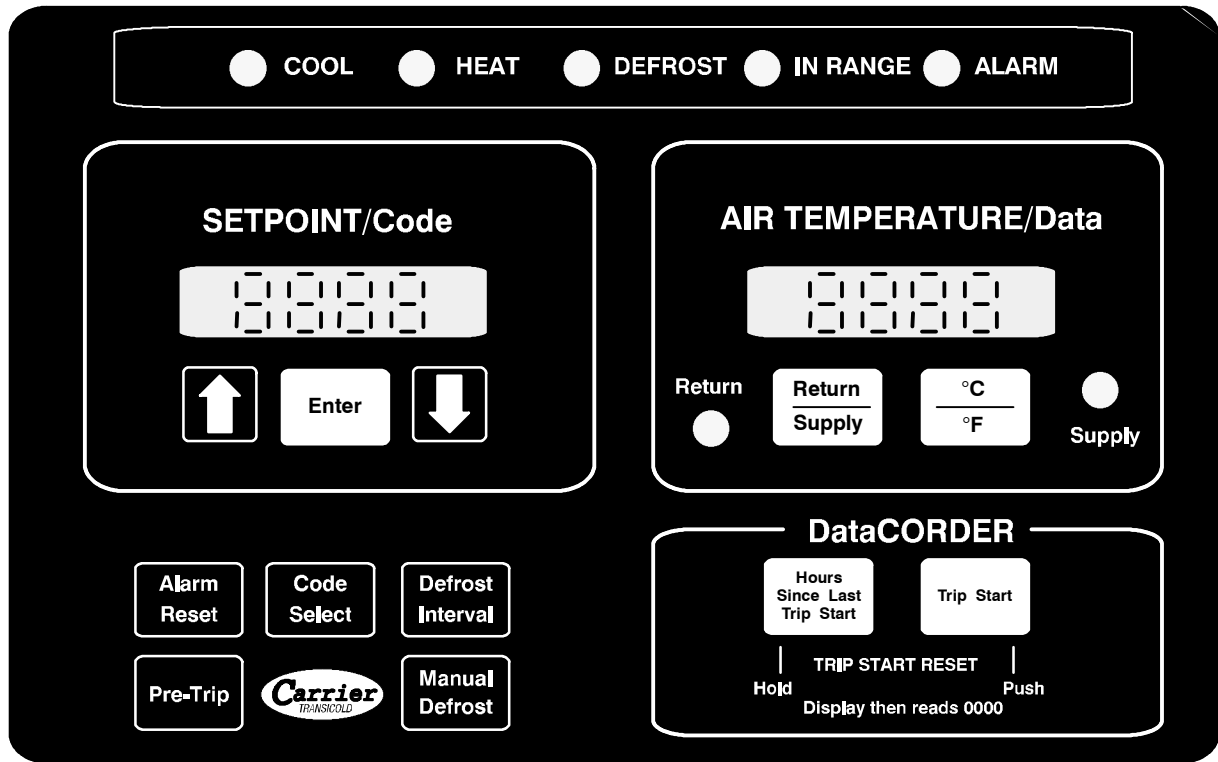 COOL HEAT DEFROST IN RANGE ALARM
SETPOINT/Code
8888
Enter
AIR TEMPERATURE/Data
8888
Return
Return
Supply
°C
°F
Supply
Alarm
Reset
Code
Select
Defrost
Interval
Pre-Trip
Carrier
TRANSICOLD
Manual
Defrost
DataCORDER
Hours
Since Last
Trip Start
Trip Start
TRIP START RESET
Hold
Push
Display then reads 0000